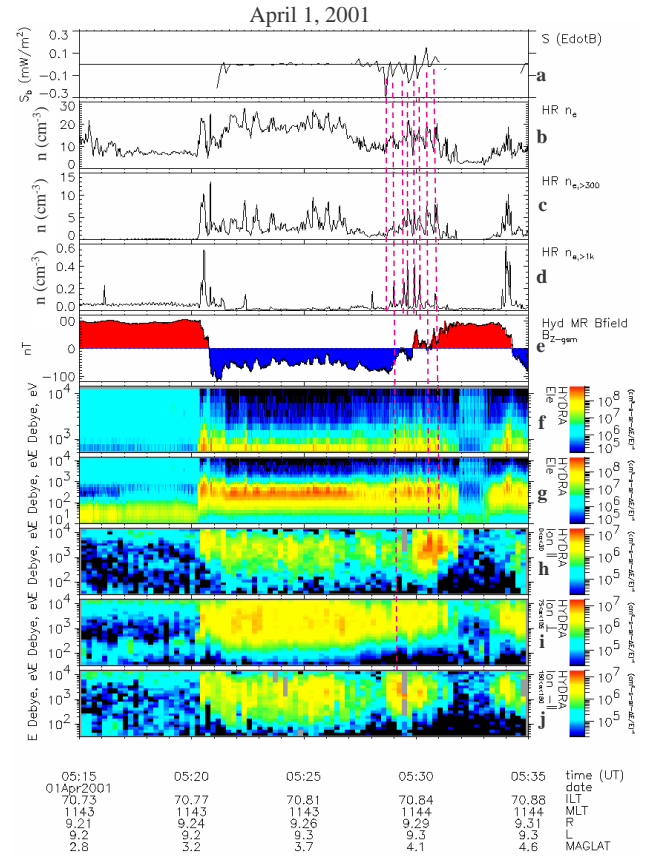 April 1, 2001
S_b (mW/m²)
0.3
0.1
-0.1
-0.3
S (EdotB)
a
n (cm⁻³)
30
20
10
0
HR n_e
b
n (cm⁻³)
15
10
5
0
HR n_e,>300
c
n (cm⁻³)
0.6
0.4
0.2
0.0
HR n_e,>1k
d
nT
00
0
-100
Hyd MR Bfield
B_Z-gsm
e
E Debye, eV
10⁴
10³
f
HYDRA
Ele
10⁸
10⁷
10⁶
10⁵
E Debye, eV
10⁴
10³
10²
10¹
g
HYDRA
Ele
10⁸
10⁷
10⁶
10⁵
E Debye, eV
10⁴
10³
10²
h
HYDRA
Ion ||
10⁷
10⁶
10⁵
E Debye, eV
10⁴
10³
10²
i
HYDRA
Ion ⊥
10⁷
10⁶
10⁵
E Debye, eV
10⁴
10³
10²
j
HYDRA
Ion -||
10⁷
10⁶
10⁵
05:15 05:20 05:25 05:30 05:35 time (UT)
01Apr2001 date
70.73 70.77 70.81 70.84 70.88 ILT
1143 1143 1143 1144 1144 MLT
9.21 9.24 9.26 9.29 9.31 R
9.2 9.2 9.3 9.3 9.3 L
2.8 3.2 3.7 4.1 4.6 MAGLAT